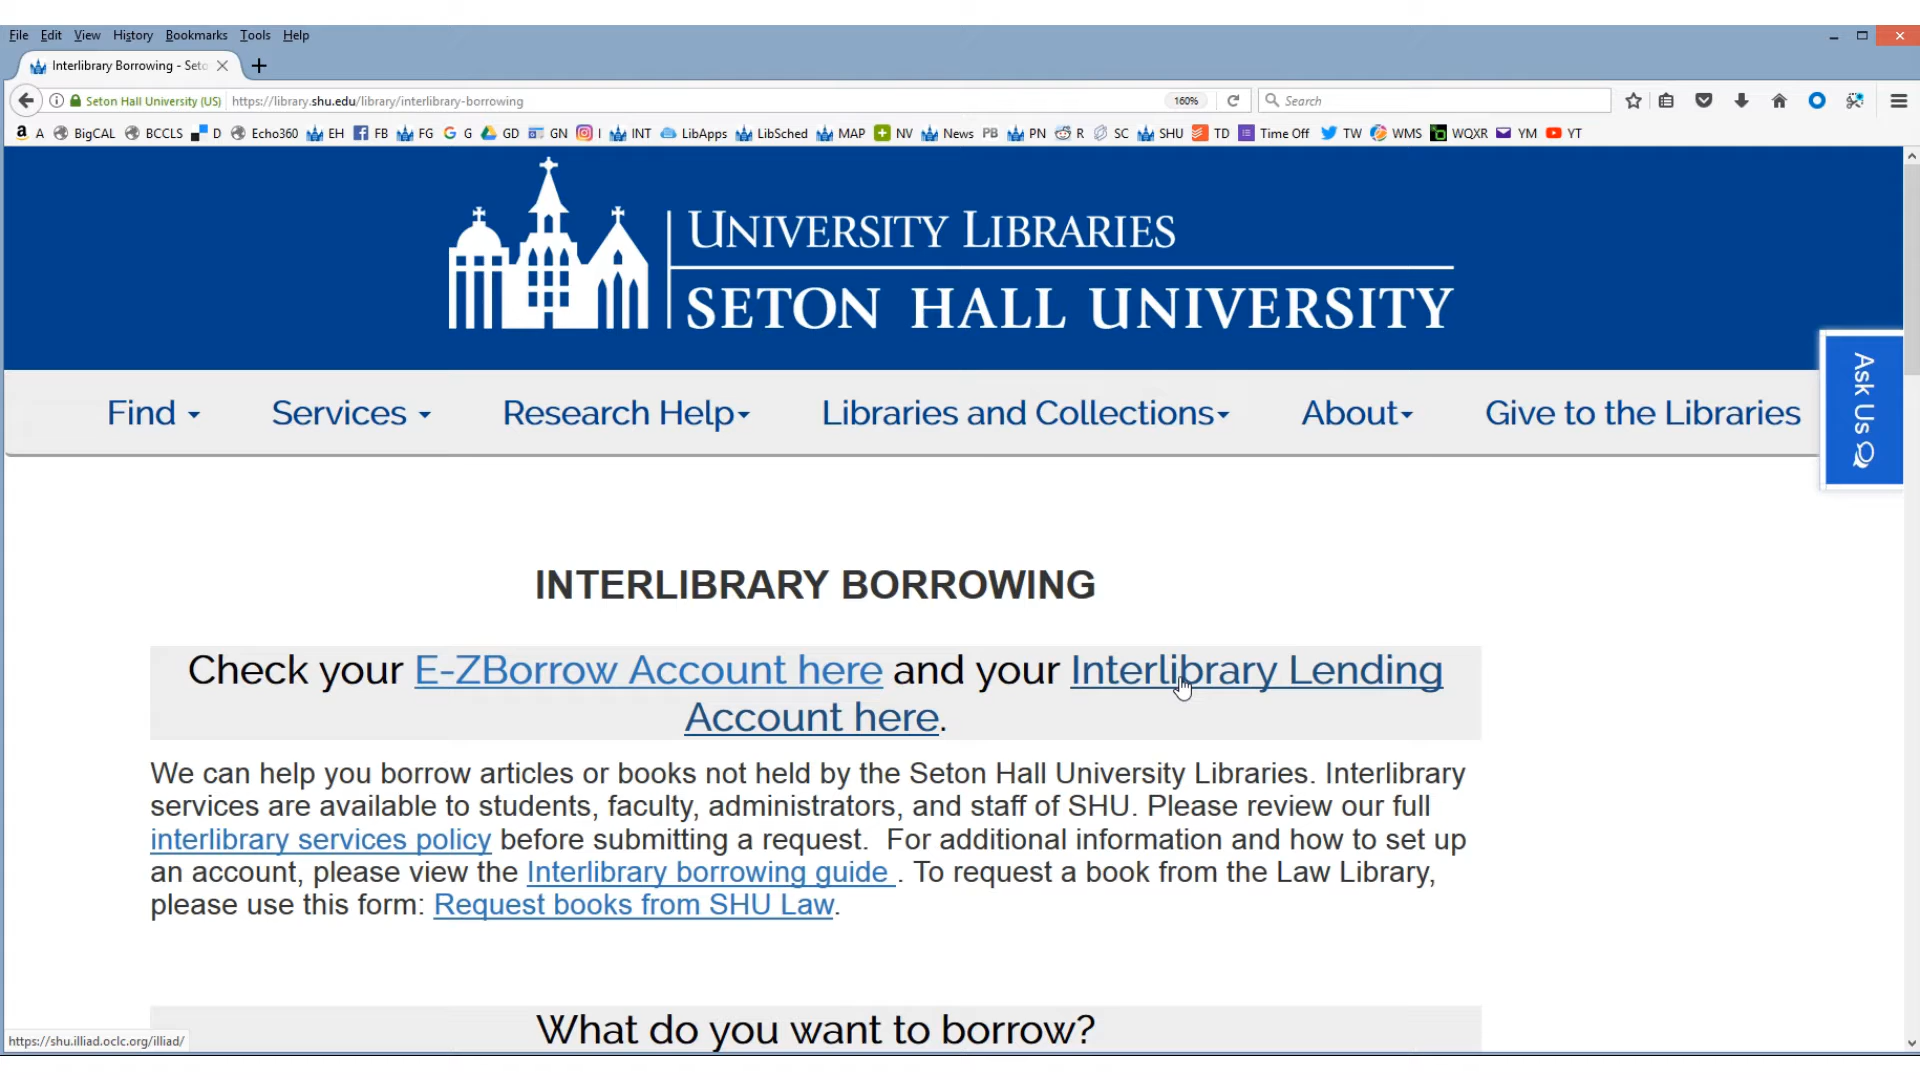 File Edit View History Bookmarks Tools Help
Interlibrary Borrowing - Seto
Seton Hall University (US) https://library.shu.edu/library/interlibrary-borrowing 160% Search
A BigCAL BCCLS D Echo360 EH FB FG G GD GN I INT LibApps LibSched MAP NV News PB PN R SC SHU TD Time Off TW WMS WQXR YM YT
UNIVERSITY LIBRARIES
SETON HALL UNIVERSITY
Ask Us
Find Services Research Help Libraries and Collections About Give to the Libraries
INTERLIBRARY BORROWING
Check your E-ZBorrow Account here and your Interlibrary Lending
Account here.
We can help you borrow articles or books not held by the Seton Hall University Libraries. Interlibrary
services are available to students, faculty, administrators, and staff of SHU. Please review our full
interlibrary services policy before submitting a request. For additional information and how to set up
an account, please view the Interlibrary borrowing guide . To request a book from the Law Library,
please use this form: Request books from SHU Law.
What do you want to borrow?
https://shu.illiad.oclc.org/illiad/